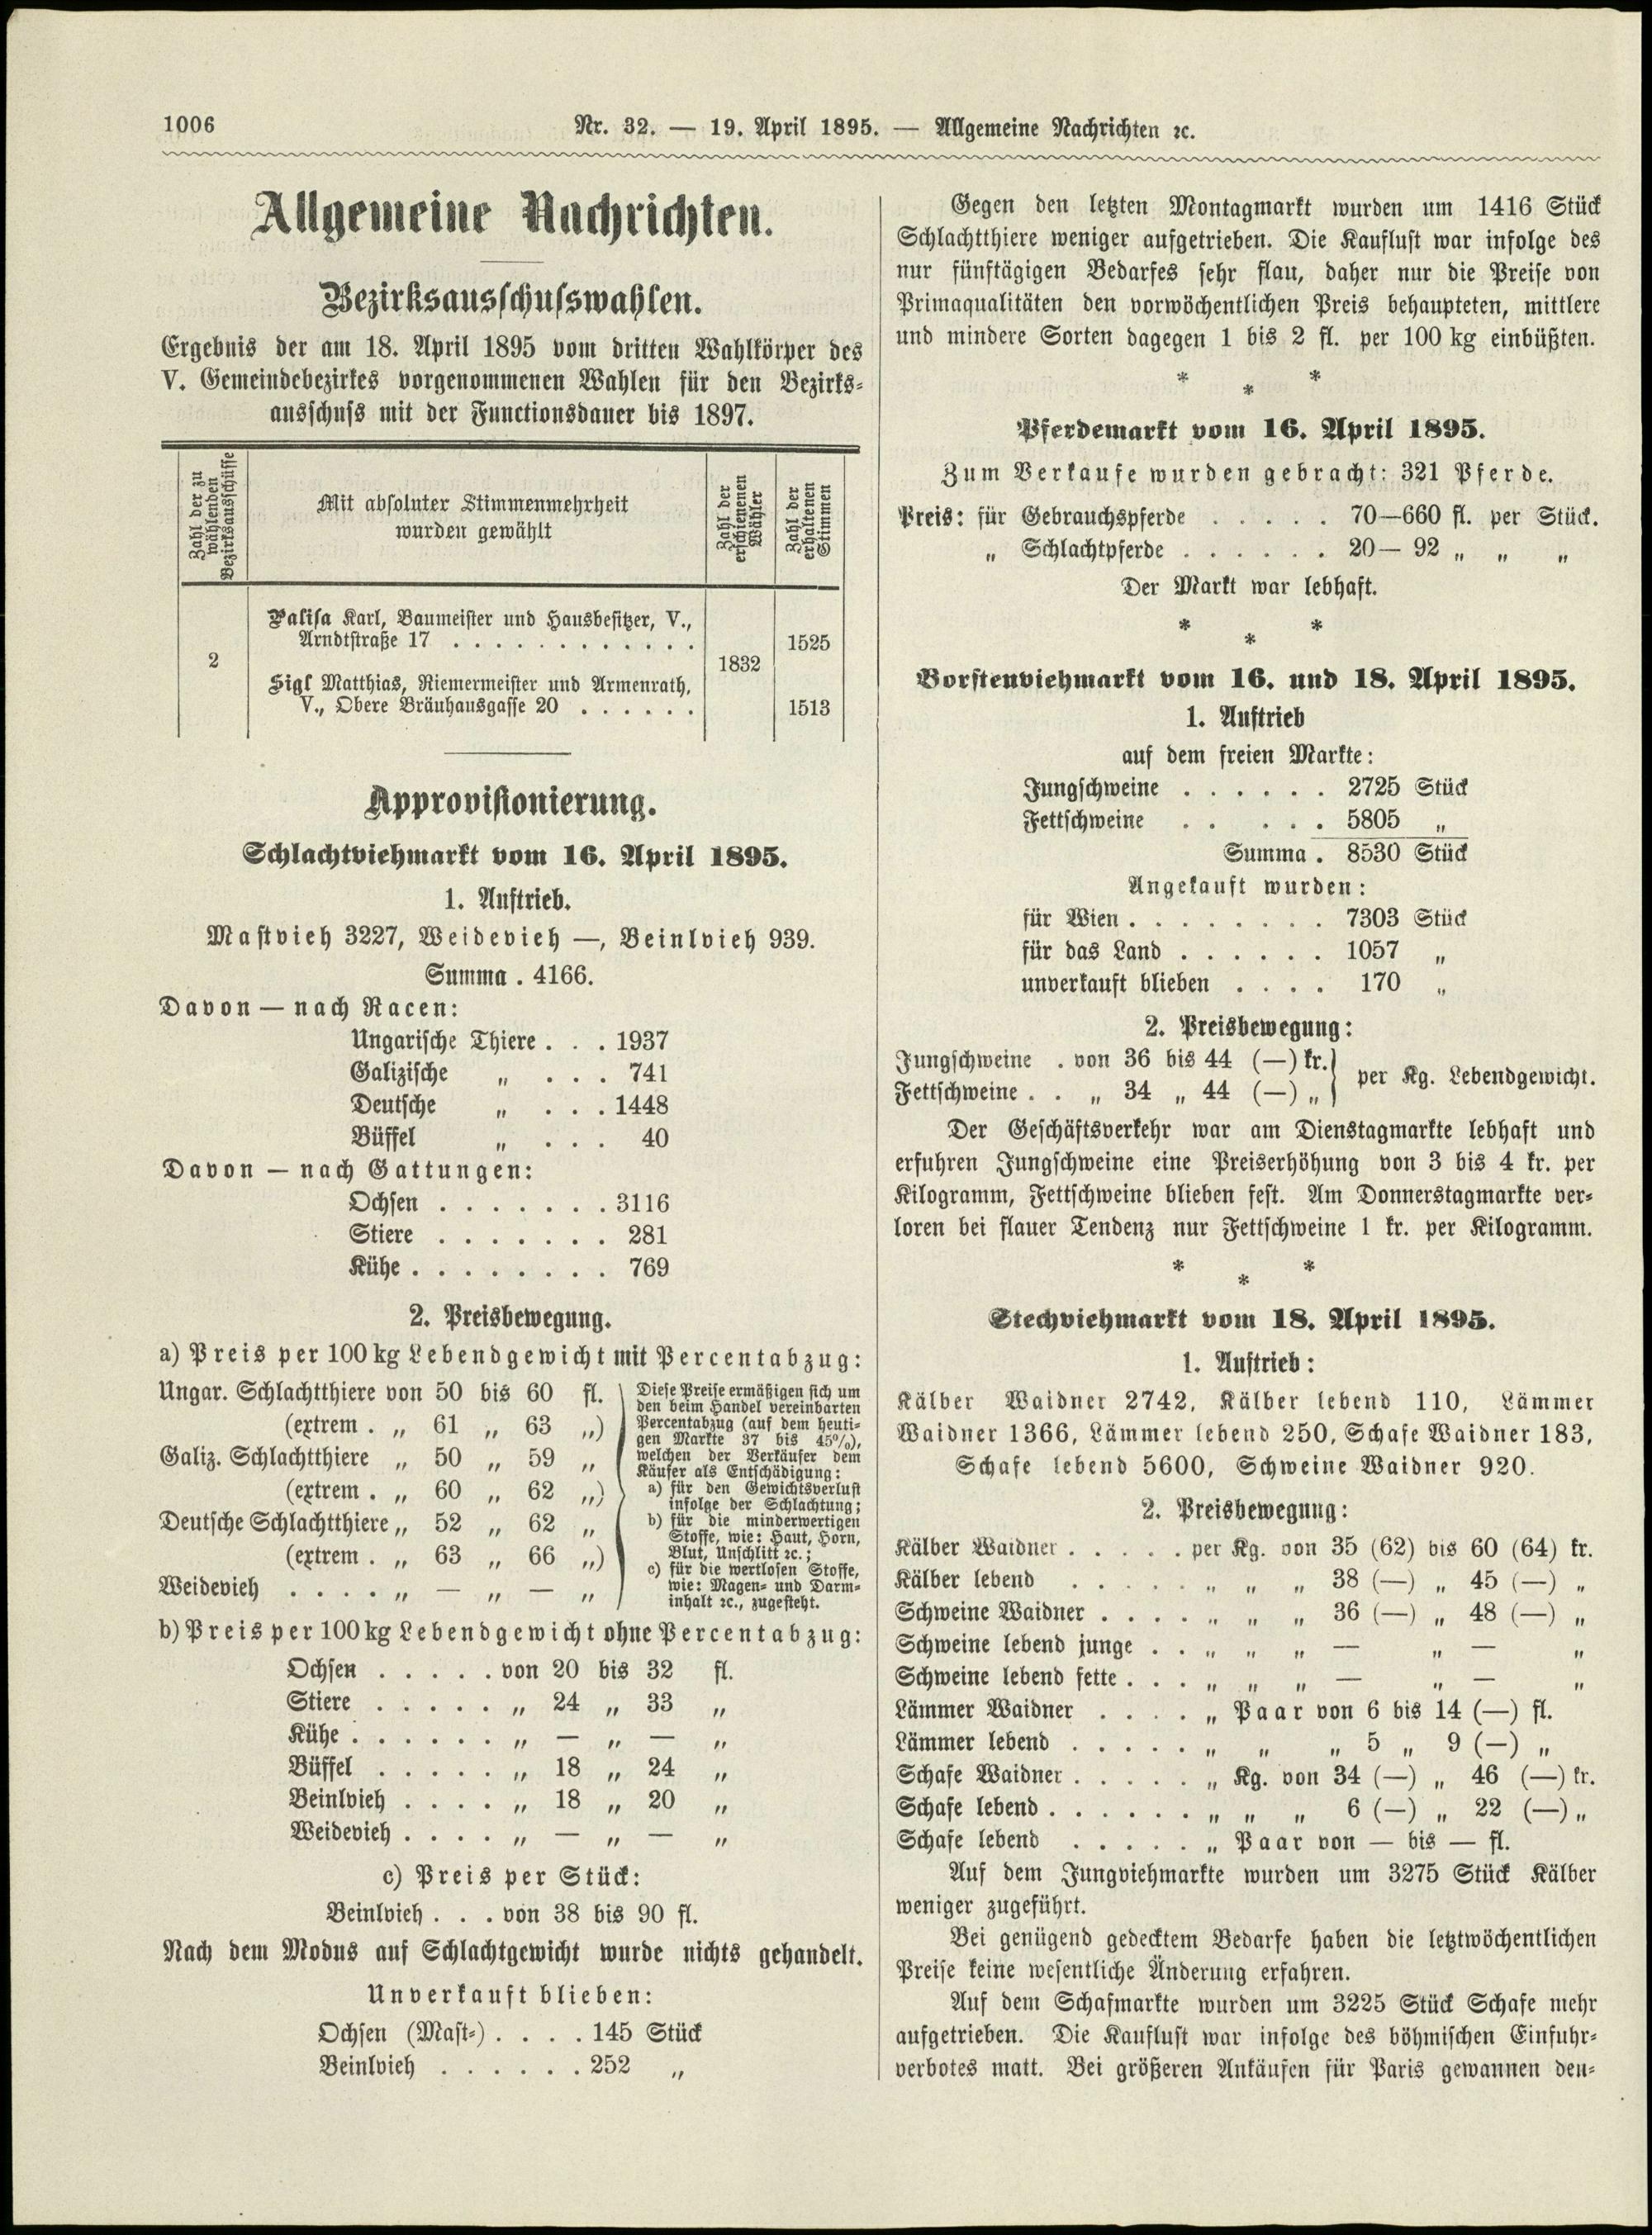 1006
Nr. 32. — 19. April 1895. — Allgemeine Nachrichten ꝛc.
Allgemeine Nachrichten.
Bezirksausschusswahlen.
Ergebnis der am 18. April 1895 vom dritten Wahlkörper des
V. Gemeindebezirkes vorgenommenen Wahlen für den Bezirks-
ausschuss mit der Functionsdauer bis 1897.
Zahl der zu
wählenden
Bezirksausschüsse
Mit absoluter Stimmenmehrheit
wurden gewählt
Zahl der
erschienenen
Wähler
Zahl der
erhaltenen
Stimmen
2
Palisa Karl, Baumeister und Hausbesitzer, V.,
Arndtstraße 17 . . . . . . . . . . . .
1525
1832
Sigl Matthias, Riemermeister und Armenrath,
V., Obere Bräuhausgasse 20 . . . . . .
1513
Approvisionierung.
Schlachtviehmarkt vom 16. April 1895.
1. Auftrieb.
Mastvieh 3227, Weidevieh —, Beinlvieh 939.
Summa . 4166.
Davon — nach Racen:
Ungarische Thiere . . . 1937
Galizische „ . . . 741
Deutsche „ . . . 1448
Büffel „ . . . 40
Davon — nach Gattungen:
Ochsen . . . . . . . 3116
Stiere . . . . . . . 281
Kühe . . . . . . . . 769
2. Preisbewegung.
a) Preis per 100 kg Lebendgewicht mit Percentabzug:
Ungar. Schlachtthiere von 50 bis 60 fl.
(extrem . „ 61 „ 63 „)
Galiz. Schlachtthiere „ 50 „ 59 „
(extrem . „ 60 „ 62 „)
Deutsche Schlachtthiere „ 52 „ 62 „
(extrem . „ 63 „ 66 „)
Weidevieh . . . . „ — „ — „
Diese Preise ermäßigen sich um
den beim Handel vereinbarten
Percentabzug (auf dem heuti-
gen Markte 37 bis 45%),
welchen der Verkäufer dem
Käufer als Entschädigung:
a) für den Gewichtsverlust
infolge der Schlachtung;
b) für die minderwertigen
Stoffe, wie: Haut, Horn,
Blut, Unschlitt ꝛc.;
c) für die wertlosen Stoffe,
wie: Magen- und Darm-
inhalt ꝛc., zugesteht.
b) Preis per 100 kg Lebendgewicht ohne Percentabzug:
Ochsen . . . . . von 20 bis 32 fl.
Stiere . . . . . „ 24 „ 33 „
Kühe . . . . . . „ — „ — „
Büffel . . . . . „ 18 „ 24 „
Beinlvieh . . . . „ 18 „ 20 „
Weidevieh . . . . „ — „ — „
c) Preis per Stück:
Beinlvieh . . . von 38 bis 90 fl.
Nach dem Modus auf Schlachtgewicht wurde nichts gehandelt.
Unverkauft blieben:
Ochsen (Mast-) . . . . 145 Stück
Beinlvieh . . . . . . 252 „
Gegen den letzten Montagmarkt wurden um 1416 Stück
Schlachtthiere weniger aufgetrieben. Die Kauflust war infolge des
nur fünftägigen Bedarfes sehr flau, daher nur die Preise von
Primaqualitäten den vorwöchentlichen Preis behaupteten, mittlere
und mindere Sorten dagegen 1 bis 2 fl. per 100 kg einbüßten.
* * *
Pferdemarkt vom 16. April 1895.
Zum Verkaufe wurden gebracht: 321 Pferde.
Preis: für Gebrauchspferde . . . . . 70—660 fl. per Stück.
„ Schlachtpferde . . . . . . 20— 92 „ „ „
Der Markt war lebhaft.
* * *
Borstenviehmarkt vom 16. und 18. April 1895.
1. Auftrieb
auf dem freien Markte:
Jungschweine . . . . . . 2725 Stück
Fettschweine . . . . . 5805 „
Summa . 8530 Stück
Angekauft wurden:
für Wien . . . . . . . . 7303 Stück
für das Land . . . . . . 1057 „
unverkauft blieben . . . . 170 „
2. Preisbewegung:
Jungschweine . von 36 bis 44 (—) kr.
Fettschweine . . „ 34 „ 44 (—) „
per Kg. Lebendgewicht.
Der Geschäftsverkehr war am Dienstagmarkte lebhaft und
erfuhren Jungschweine eine Preiserhöhung von 3 bis 4 kr. per
Kilogramm, Fettschweine blieben fest. Am Donnerstagmarkte ver-
loren bei flauer Tendenz nur Fettschweine 1 kr. per Kilogramm.
* * *
Stechviehmarkt vom 18. April 1895.
1. Auftrieb:
Kälber Waidner 2742, Kälber lebend 110, Lämmer
Waidner 1366, Lämmer lebend 250, Schafe Waidner 183,
Schafe lebend 5600, Schweine Waidner 920.
2. Preisbewegung:
Kälber Waidner . . . . . per Kg. von 35 (62) bis 60 (64) kr.
Kälber lebend . . . . . „ „ „ 38 (—) „ 45 (—) „
Schweine Waidner . . . . „ „ „ 36 (—) „ 48 (—) „
Schweine lebend junge . . „ „ „ — „ — „
Schweine lebend fette . . . „ „ „ — „ — „
Lämmer Waidner . . . . „ Paar von 6 bis 14 (—) fl.
Lämmer lebend . . . . . „ „ „ 5 „ 9 (—) „
Schafe Waidner . . . . . „ Kg. von 34 (—) „ 46 (—) kr.
Schafe lebend . . . . . . „ „ „ 6 (—) „ 22 (—) „
Schafe lebend . . . . . „ Paar von — bis — fl.
Auf dem Jungviehmarkte wurden um 3275 Stück Kälber
weniger zugeführt.
Bei genügend gedecktem Bedarfe haben die letztwöchentlichen
Preise keine wesentliche Änderung erfahren.
Auf dem Schafmarkte wurden um 3225 Stück Schafe mehr
aufgetrieben. Die Kauflust war infolge des böhmischen Einfuhr-
verbotes matt. Bei größeren Ankäufen für Paris gewannen den-